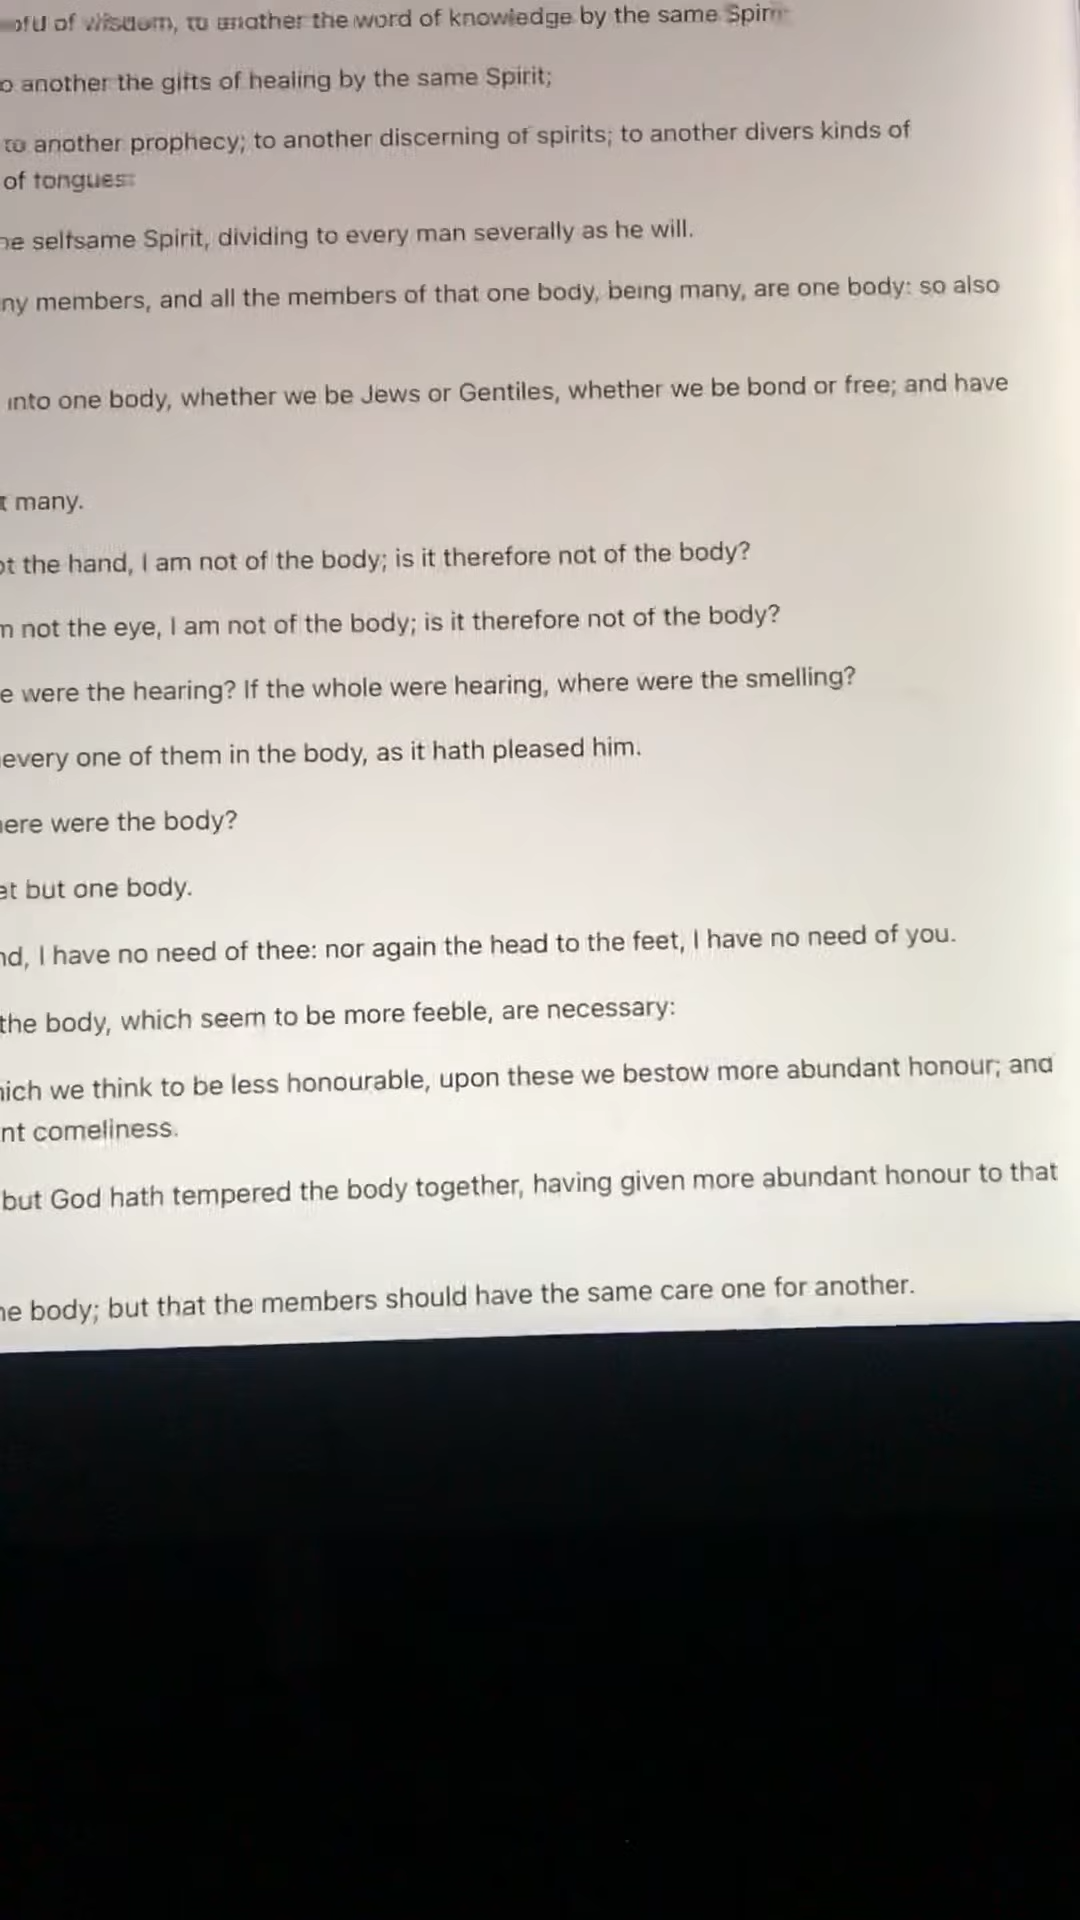 of wisdom, to another the word of knowledge by the same
another the gifts of healing by the same Spirit;
to another prophecy; to another discerning of spirits; to another divers kinds of
of tongues:
selfsame Spirit, dividing to every man severally as he will.
ny members, and all the members of that one body, being many, are one body: so also
into one body, whether we be Jews or Gentiles, whether we be bond or free; and have
many.
ot the hand, I am not of the body; is it therefore not of the body?
m not the eye, I am not of the body; is it therefore not of the body?
e were the hearing? If the whole were hearing, where were the smelling?
every one of them in the body, as it hath pleased him.
here were the body?
et but one body.
nd, I have no need of thee: nor again the head to the feet, I have no need of you.
the body, which seem to be more feeble, are necessary:
hich we think to be less honourable, upon these we bestow more abundant honour; and
nt comeliness.
but God hath tempered the body together, having given more abundant honour to that
he body; but that the members should have the same care one for another.